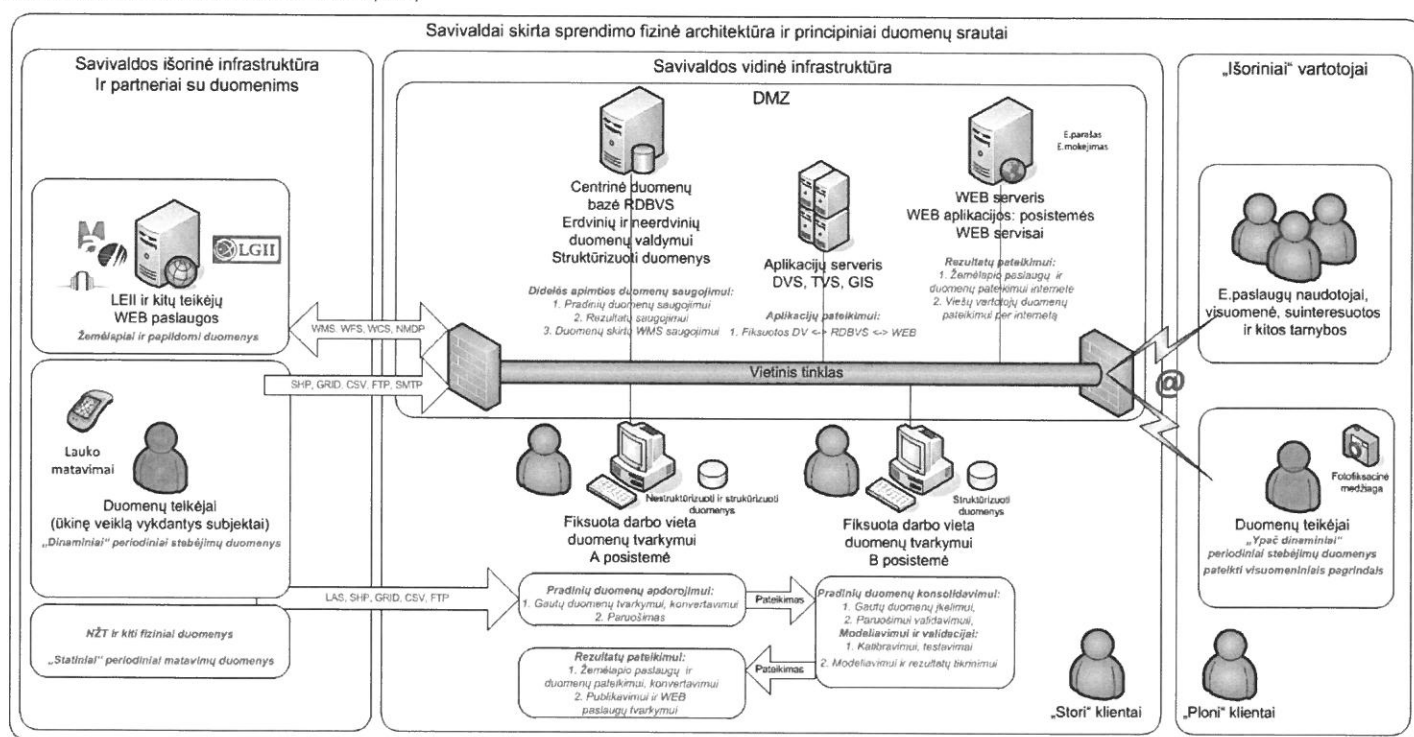 Savivaldai skirta sprendimo fizinė architektūra ir principiniai duomenų srautai
Savivaldos išorinė infrastruktūra
Ir partneriai su duomenims
LGII
LEII ir kitų teikėjų
WEB paslaugos
Žemėlapiai ir papildomi duomenys
Lauko
matavimai
Duomenų teikėjai
(ūkinę veiklą vykdantys subjektai)
„Dinaminiai" periodiniai stebėjimų duomenys
NŽT ir kiti fiziniai duomenys
„Statiniai" periodiniai matavimų duomenys
WMS, WFS, WCS, NMDP
SHP, GRID, CSV, FTP, SMTP
LAS, SHP, GRID, CSV, FTP
Savivaldos vidinė infrastruktūra
DMZ
Centrinė duomenų
bazė RDBVS
Erdvinių ir neerdvinių
duomenų valdymui
Struktūrizuoti duomenys
Didelės apimties duomenų saugojimui:
1. Pradinių duomenų saugojimui
2. Rezultatų saugojimui
3. Duomenų skirtų WMS saugojimui
Aplikacijų serveris
DVS, TVS, GIS
Aplikacijų pateikimui:
1. Fiksuotos DV <-> RDBVS <-> WEB
E.parašas
E.mokėjimas
WEB serveris
WEB aplikacijos: posistemės
WEB servisai
Rezultatų pateikimui:
1. Žemėlapio paslaugų ir
duomenų pateikimui internete
2. Viešų vartotojų duomenų
pateikimui per internetą
Vietinis tinklas
Nestruktūrizuoti ir strukūrizuoti
duomenys
Fiksuota darbo vieta
duomenų tvarkymui
A posistemė
Struktūrizuoti
duomenys
Fiksuota darbo vieta
duomenų tvarkymui
B posistemė
Pradinių duomenų apdorojimui:
1. Gautų duomenų tvarkymui, konvertavimui
2. Paruošimas
Pateikimas
Pradinių duomenų konsolidavimui:
1. Gautų duomenų įkėlimui,
2. Paruošimui validavimui,
Modeliavimui ir validacijai:
1. Kalibravimui, testavimui
2. Modeliavimui ir rezultatų tikrinimui
Rezultatų pateikimui:
1. Žemėlapio paslaugų ir
duomenų pateikimui, konvertavimui
2. Publikavimui ir WEB
paslaugų tvarkymui
Pateikimas
„Stori" klientai
„Išoriniai" vartotojai
E.paslaugų naudotojai,
visuomenė, suinteresuotos
ir kitos tarnybos
@
Fotofiksacinė
medžiaga
Duomenų teikėjai
„Ypač dinaminiai"
periodiniai stebėjimų duomenys
pateikti visuomeniniais pagrindais
„Ploni" klientai